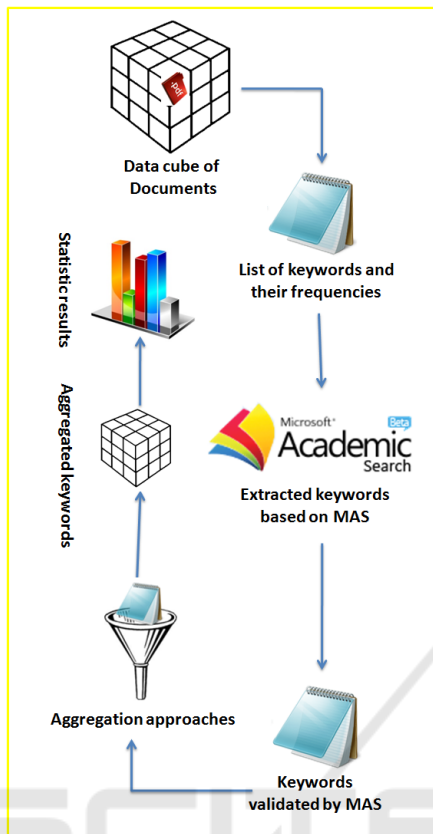 .pdf
Data cube of
Documents
List of keywords and
their frequencies
Microsoft®
Academic
Beta
Search
Extracted keywords
based on MAS
Keywords
validated by MAS
Aggregation approaches
Aggregated keywords
Statistic results